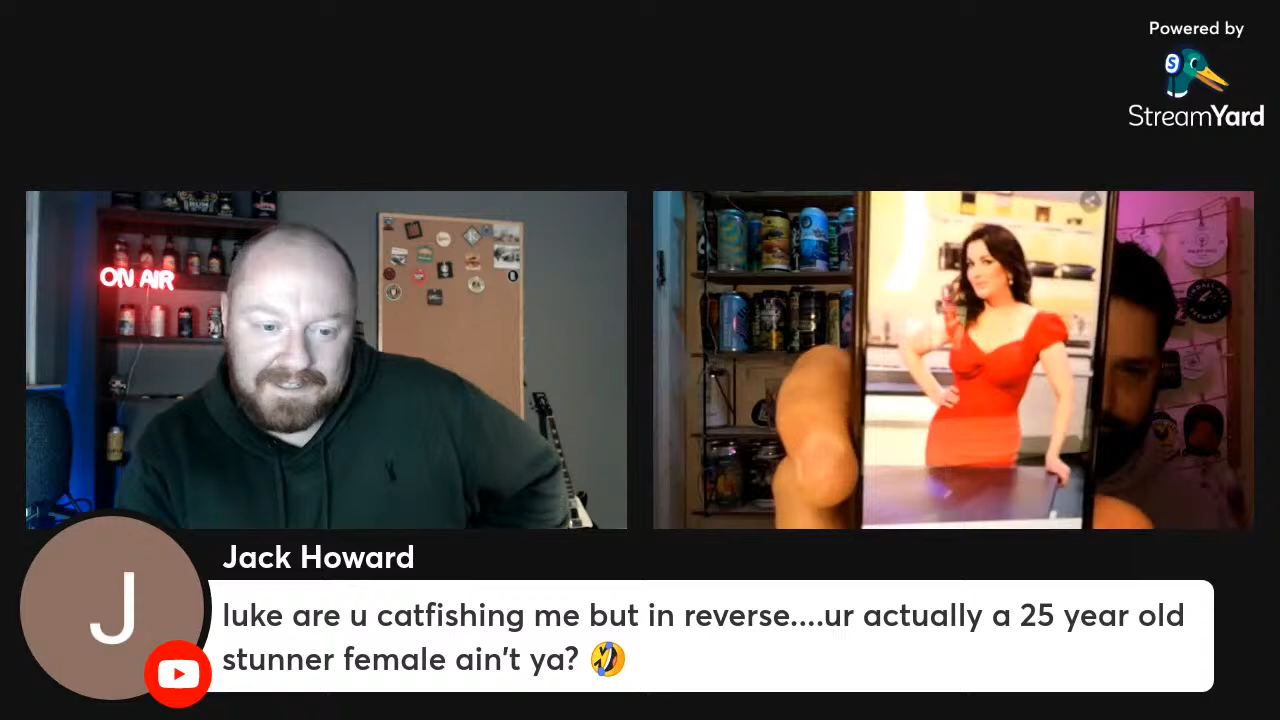 Powered by
S
StreamYard
ON AIR
Jack Howard
J
luke are u catfishing me but in reverse....ur actually a 25 year old
stunner female ain't ya? 🤣